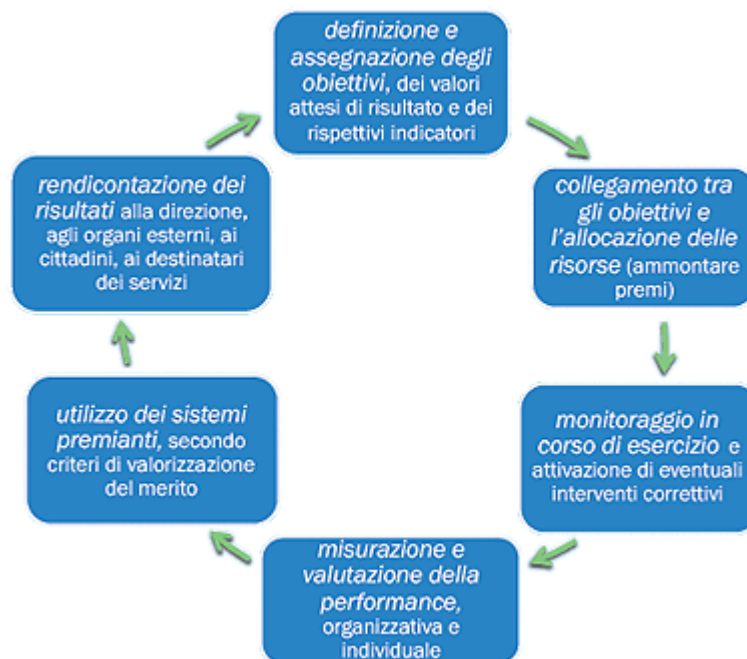 definizione e
assegnazione degli
obiettivi, dei valori
attesi di risultato e dei
rispettivi indicatori
collegamento tra
gli obiettivi e
l'allocazione delle
risorse (ammontare
premi)
monitoraggio in
corso di esercizio e
attivazione di eventuali
interventi correttivi
misurazione e
valutazione della
performance,
organizzativa e
individuale
utilizzo dei sistemi
premianti, secondo
criteri di valorizzazione
del merito
rendicontazione dei
risultati alla direzione,
agli organi esterni, ai
cittadini, ai destinatari
dei servizi